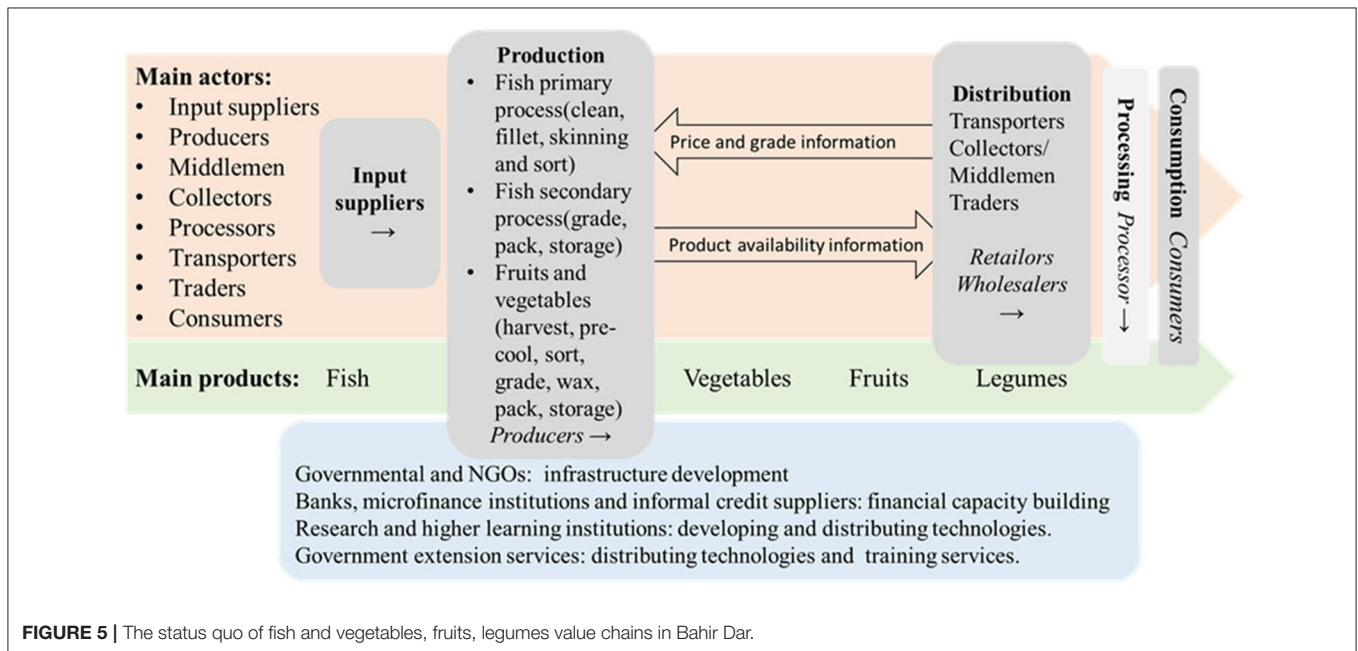 Main actors:
• Input suppliers
• Producers
• Middlemen
• Collectors
• Processors
• Transporters
• Traders
• Consumers
Input
suppliers
→
Production
• Fish primary
process(clean,
fillet, skinning
and sort)
• Fish secondary
process(grade,
pack, storage)
• Fruits and
vegetables
(harvest, pre-
cool, sort,
grade, wax,
pack, storage)
Producers →
Price and grade information
Product availability information
Distribution
Transporters
Collectors/
Middlemen
Traders
Retailors
Wholesalers
→
Processing Processor →
Consumption Consumers
Main products: Fish Vegetables Fruits Legumes
Governmental and NGOs: infrastructure development
Banks, microfinance institutions and informal credit suppliers: financial capacity building
Research and higher learning institutions: developing and distributing technologies.
Government extension services: distributing technologies and training services.
FIGURE 5 | The status quo of fish and vegetables, fruits, legumes value chains in Bahir Dar.